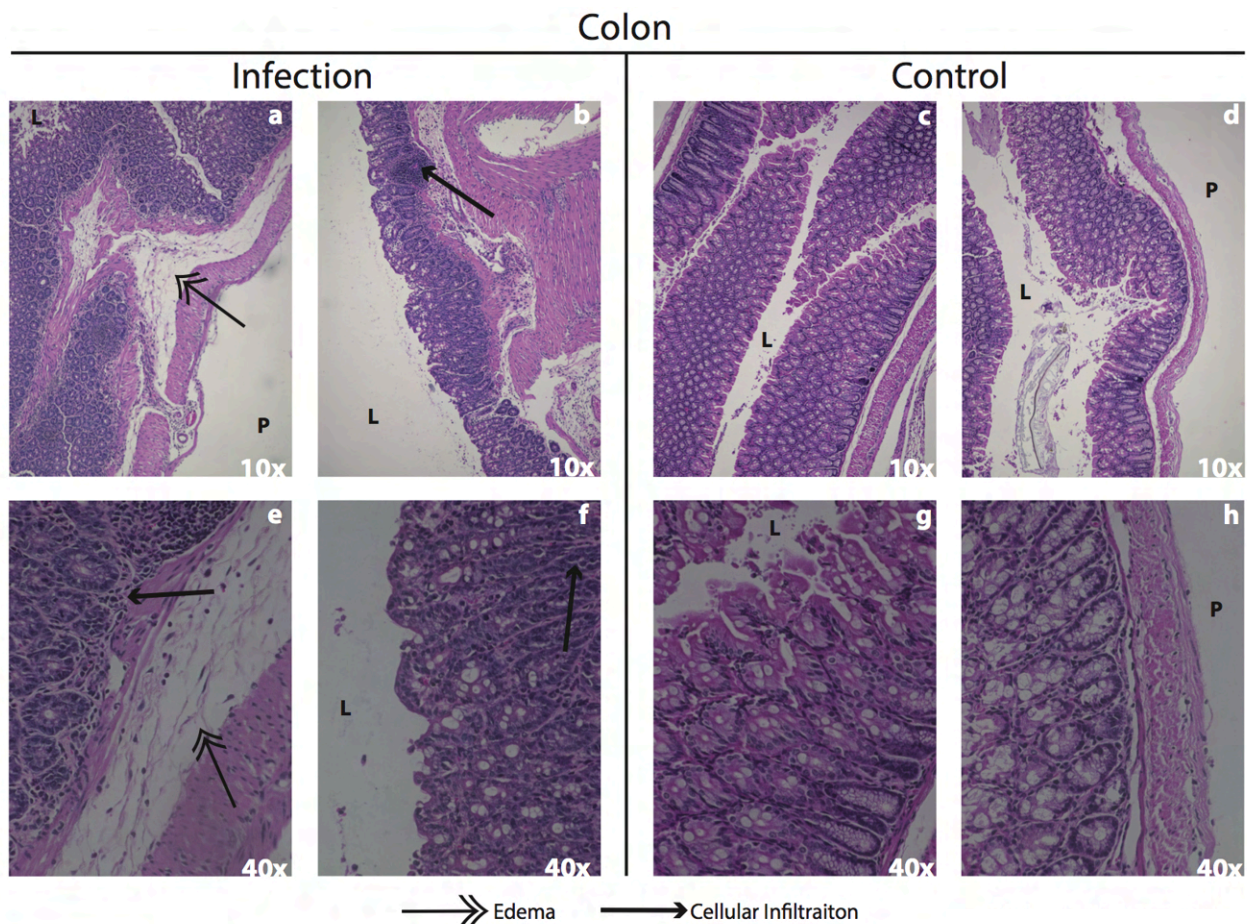 Colon
Infection Control
L a b c d
P
L
P
L
L
10x 10x 10x 10x
e f g h
L
L
P
40x 40x 40x 40x
Edema Cellular Infiltraiton